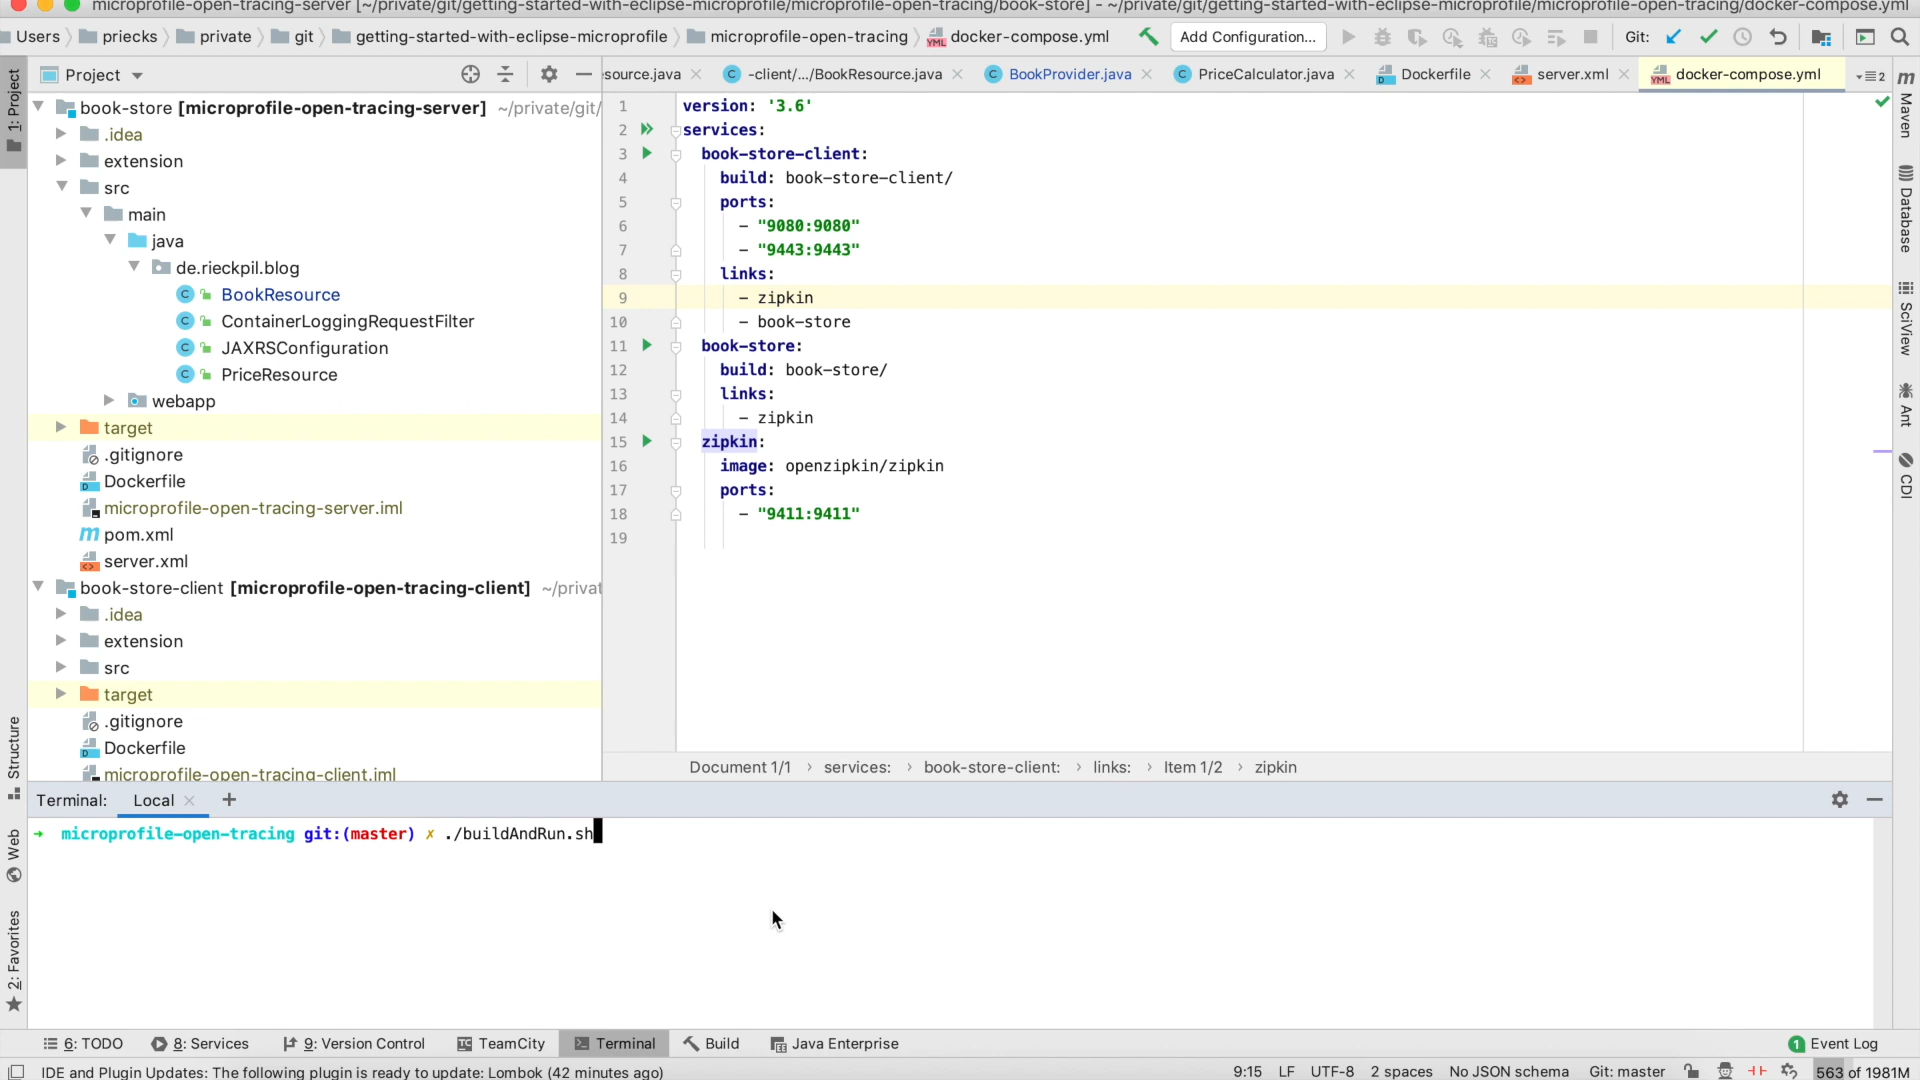 microprofile-open-tracing-server [~/private/git/getting-started-with-eclipse-microprofile/microprofile-open-tracing/book-store] - ~/private/git/getting-started-with-eclipse-microprofile/microprofile-open-tracing/docker-compose.yml
Users priecks private git getting-started-with-eclipse-microprofile microprofile-open-tracing docker-compose.yml Add Configuration... Git:
Project source.java -client/.../BookResource.java BookProvider.java PriceCalculator.java Dockerfile server.xml docker-compose.yml 2
1: Project
Structure
Web
2: Favorites
book-store [microprofile-open-tracing-server] ~/private/git/
.idea
extension
src
main
java
de.rieckpil.blog
BookResource
ContainerLoggingRequestFilter
JAXRSConfiguration
PriceResource
webapp
target
.gitignore
Dockerfile
microprofile-open-tracing-server.iml
pom.xml
server.xml
book-store-client [microprofile-open-tracing-client] ~/privat
.idea
extension
src
target
.gitignore
Dockerfile
microprofile-open-tracing-client.iml
1 version: '3.6'
2 services:
3 book-store-client:
4 build: book-store-client/
5 ports:
6 - "9080:9080"
7 - "9443:9443"
8 links:
9 - zipkin
10 - book-store
11 book-store:
12 build: book-store/
13 links:
14 - zipkin
15 zipkin:
16 image: openzipkin/zipkin
17 ports:
18 - "9411:9411"
19
Document 1/1 › services: › book-store-client: › links: › Item 1/2 › zipkin
Maven
Database
SciView
Ant
CDI
Terminal: Local
→ microprofile-open-tracing git:(master) ✗ ./buildAndRun.sh
6: TODO 8: Services 9: Version Control TeamCity Terminal Build Java Enterprise 1 Event Log
IDE and Plugin Updates: The following plugin is ready to update: Lombok (42 minutes ago) 9:15 LF UTF-8 2 spaces No JSON schema Git: master 563 of 1981M